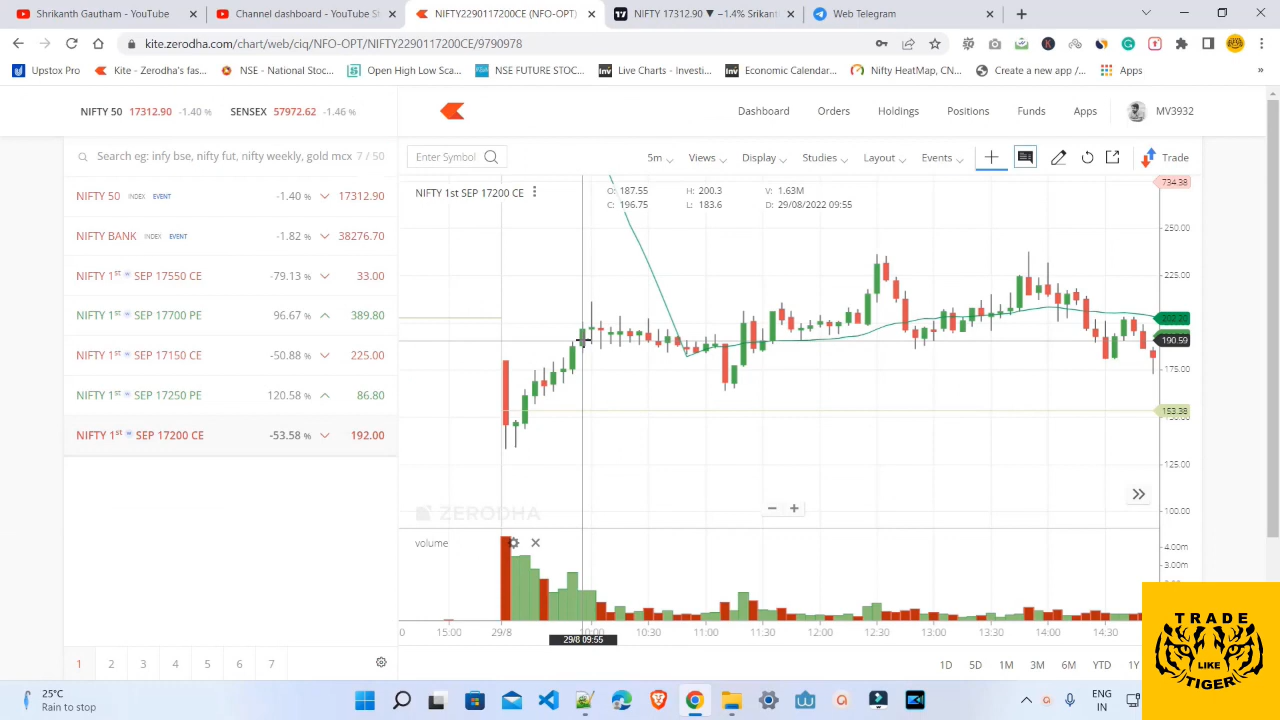 Shrikanth Gautham - YouTube
Channel dashboard - YouTube S
NIFTY2290117200CE (NFO-OPT)
NIFTY 17312.90 ▼ −1.4% Srikan
Web Telegram
kite.zerodha.com/chart/web/ciq/NFO-OPT/NIFTY2290117200CE/9790978
Upstox Pro
Kite - Zerodha's fas...
NSE - National Stoc...
Open High Low Sca...
NSE FUTURE STOC...
Live Charts - Investi...
Economic Calendar...
Nifty HeatMap, CN...
Create a new app /...
Apps
NIFTY 50 17312.90 -1.40 %
SENSEX 57972.62 -1.46 %
Dashboard
Orders
Holdings
Positions
Funds
Apps
MV3932
Search eg: infy bse, nifty fut, nifty weekly, gold mcx 7 / 50
NIFTY 50 INDEX EVENT -1.40 % 17312.90
NIFTY BANK INDEX EVENT -1.82 % 38276.70
NIFTY 1st w SEP 17550 CE -79.13 % 33.00
NIFTY 1st w SEP 17700 PE 96.67 % 369.80
NIFTY 1st w SEP 17150 CE -50.88 % 225.00
NIFTY 1st w SEP 17250 PE 120.58 % 86.80
NIFTY 1st w SEP 17200 CE -53.58 % 192.00
1 2 3 4 5 6 7
Enter Symbol
5m
Views
Display
Studies
Layout
Events
Trade
NIFTY 1st SEP 17200 CE
O: 187.55 H: 200.3 V: 1.63M
C: 196.75 L: 183.6 D: 29/08/2022 09:55
734.38
250.00
225.00
190.59
175.00
153.38
125.00
100.00
ZERODHA
volume
4.00m
3.00m
15:00 29/8 10:00 10:30 11:00 11:30 12:00 12:30 13:00 13:30 14:00 14:30
29/8 09:55
1D 5D 1M 3M 6M YTD 1Y
TRADE
LIKE
TIGER
25°C
Rain to stop
ENG
IN